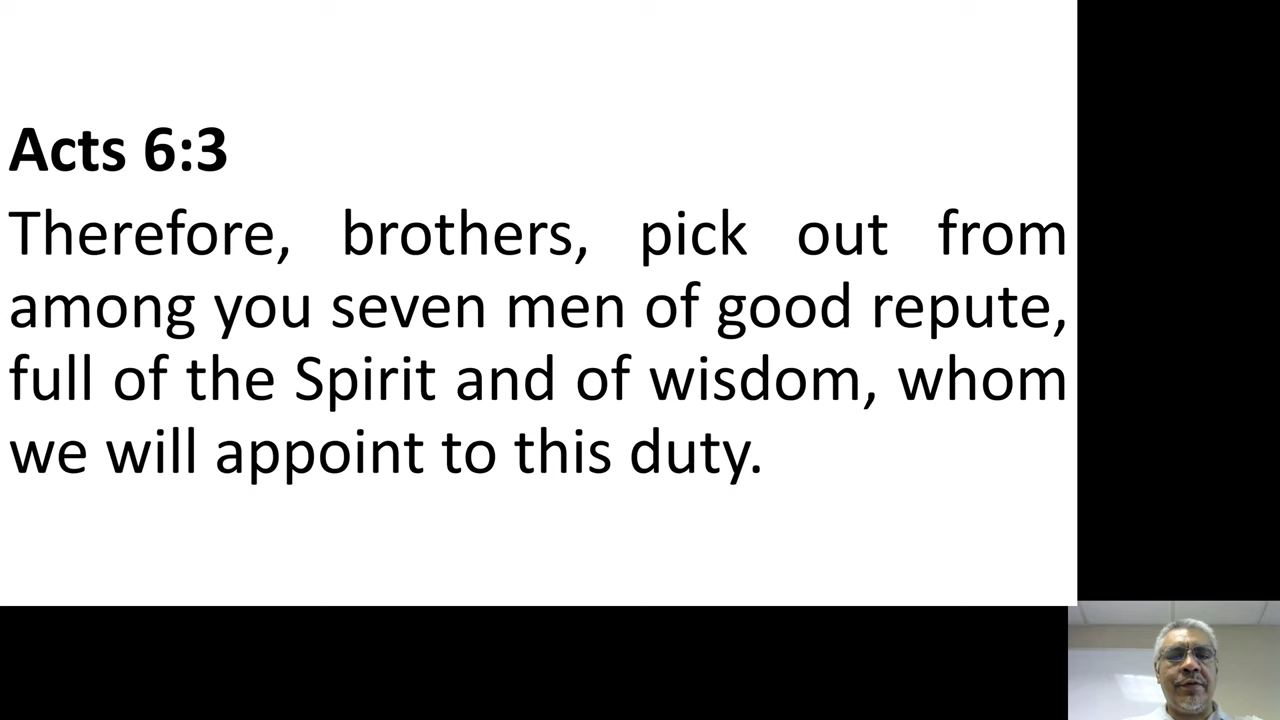 Acts 6:3
Therefore, brothers, pick out from
among you seven men of good repute,
full of the Spirit and of wisdom, whom
we will appoint to this duty.